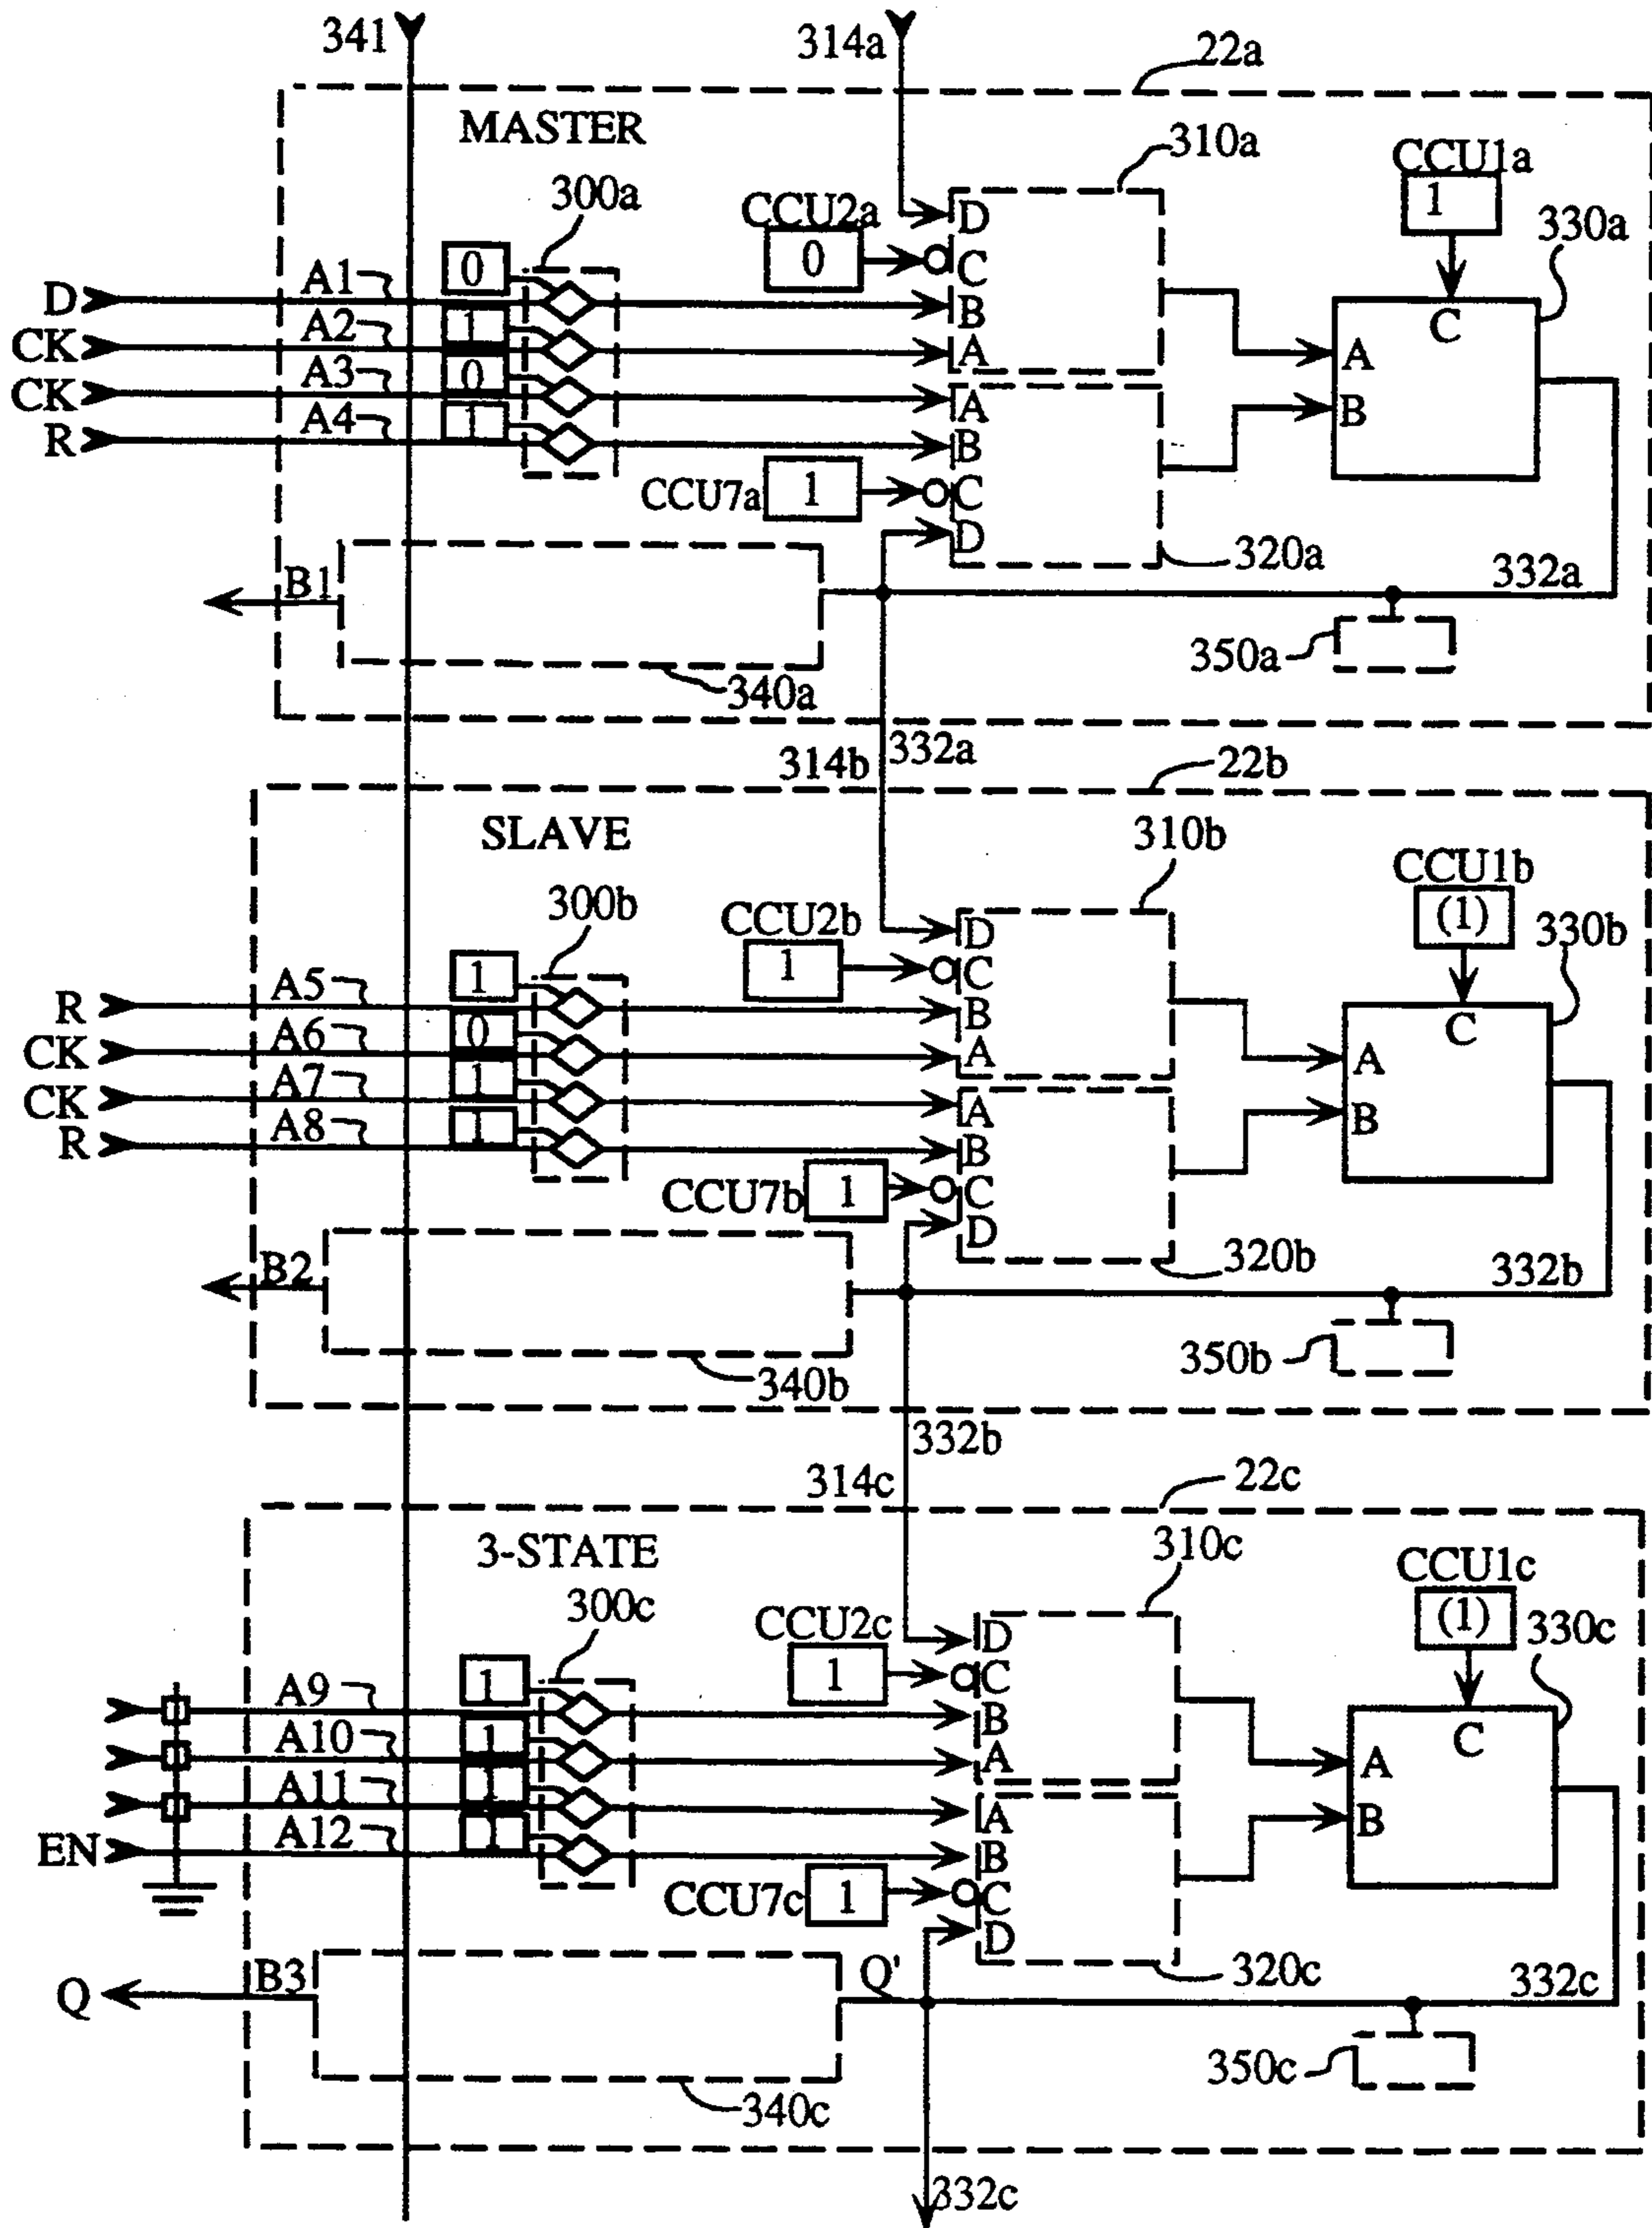 341
314a
22a
MASTER
310a
CCU1a
1
300a
CCU2a
0
D
C
B
A
330a
D
A1
0
CK
A2
1
CK
A3
0
R
A4
1
C
A
B
A
B
C
D
CCU7a
1
320a
332a
B1
350a
340a
332a
314b
22b
SLAVE
310b
CCU1b
(1)
300b
CCU2b
1
D
C
B
A
330b
R
A5
1
CK
A6
0
CK
A7
1
R
A8
1
C
A
B
A
B
C
D
CCU7b
1
320b
332b
B2
350b
340b
332b
314c
22c
3-STATE
310c
CCU1c
(1)
300c
CCU2c
1
D
C
B
A
330c
A9
1
A10
1
A11
1
EN
A12
1
C
A
B
A
B
C
D
CCU7c
1
320c
332c
Q
B3
Q'
350c
340c
332c